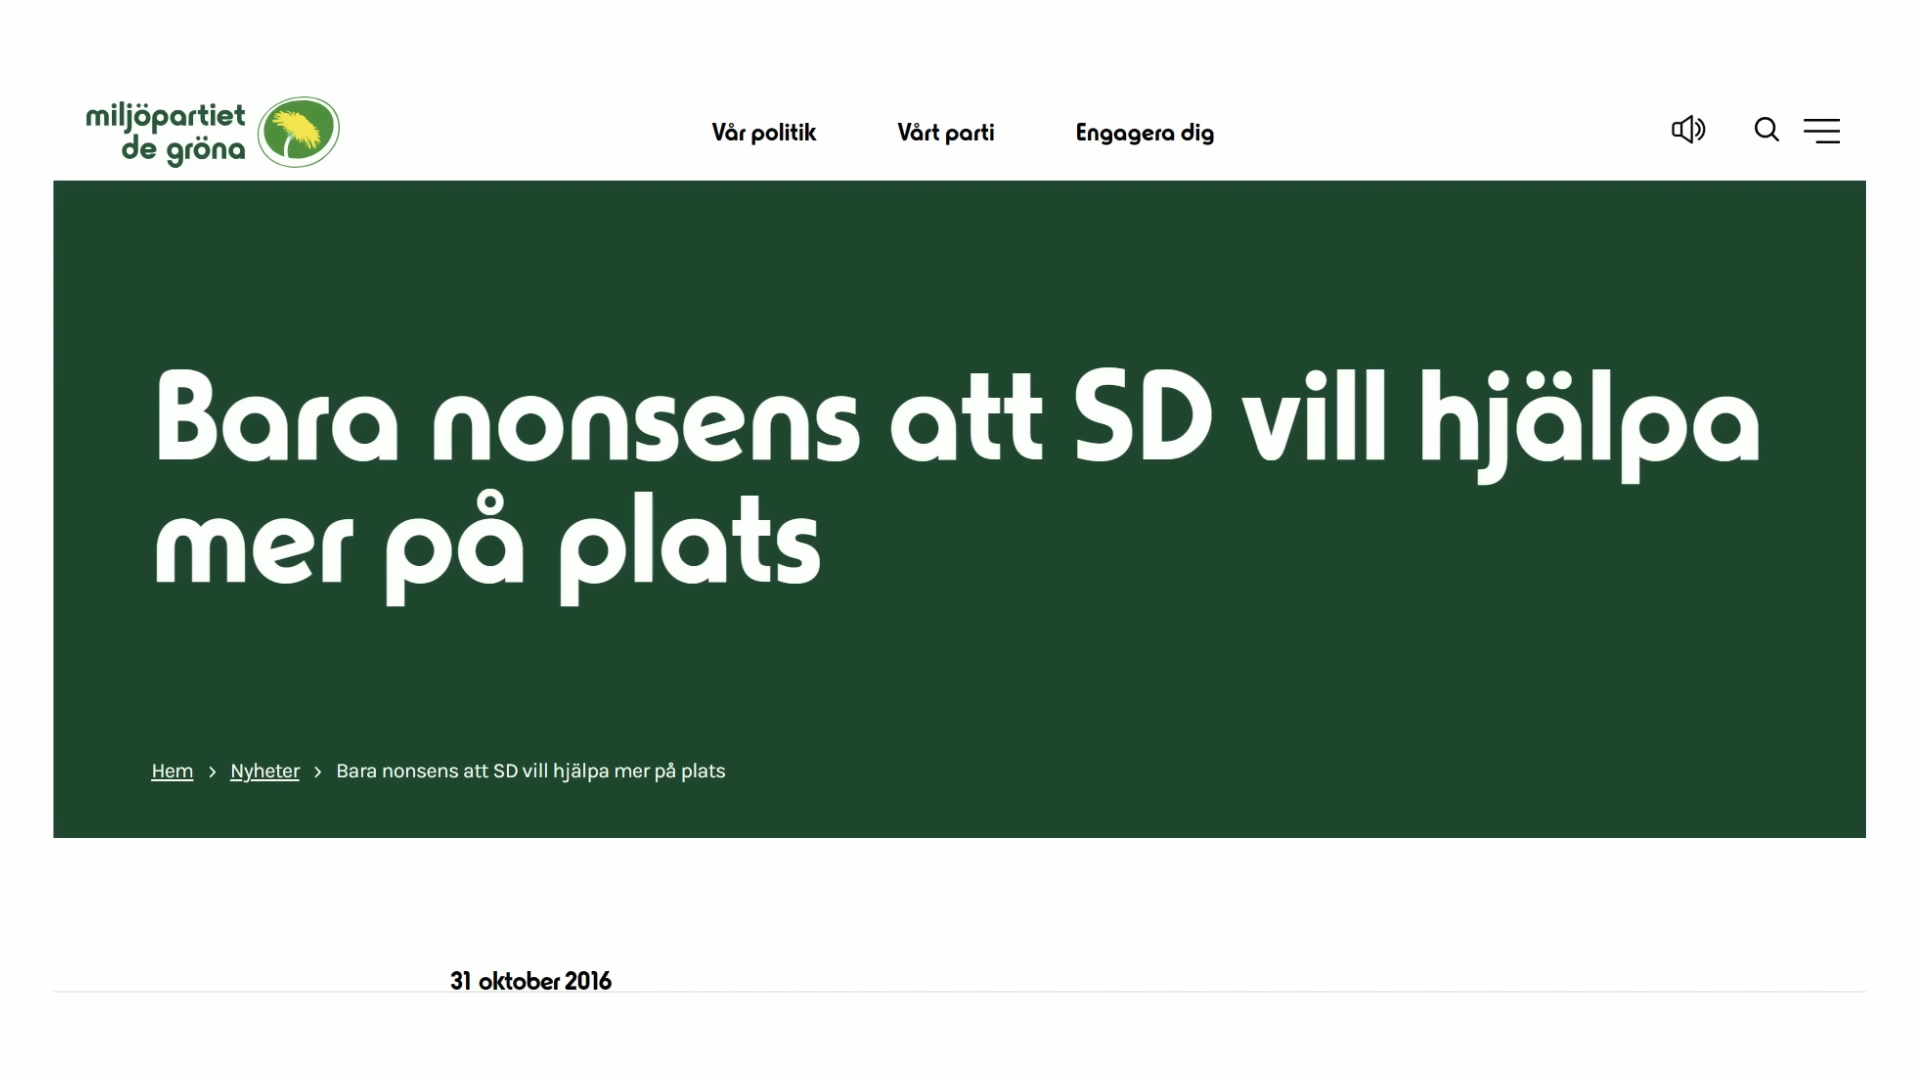 miljöpartiet
de gröna
Vår politik
Vårt parti
Engagera dig
Bara nonsens att SD vill hjälpa
mer på plats
Hem > Nyheter > Bara nonsens att SD vill hjälpa mer på plats
31 oktober 2016